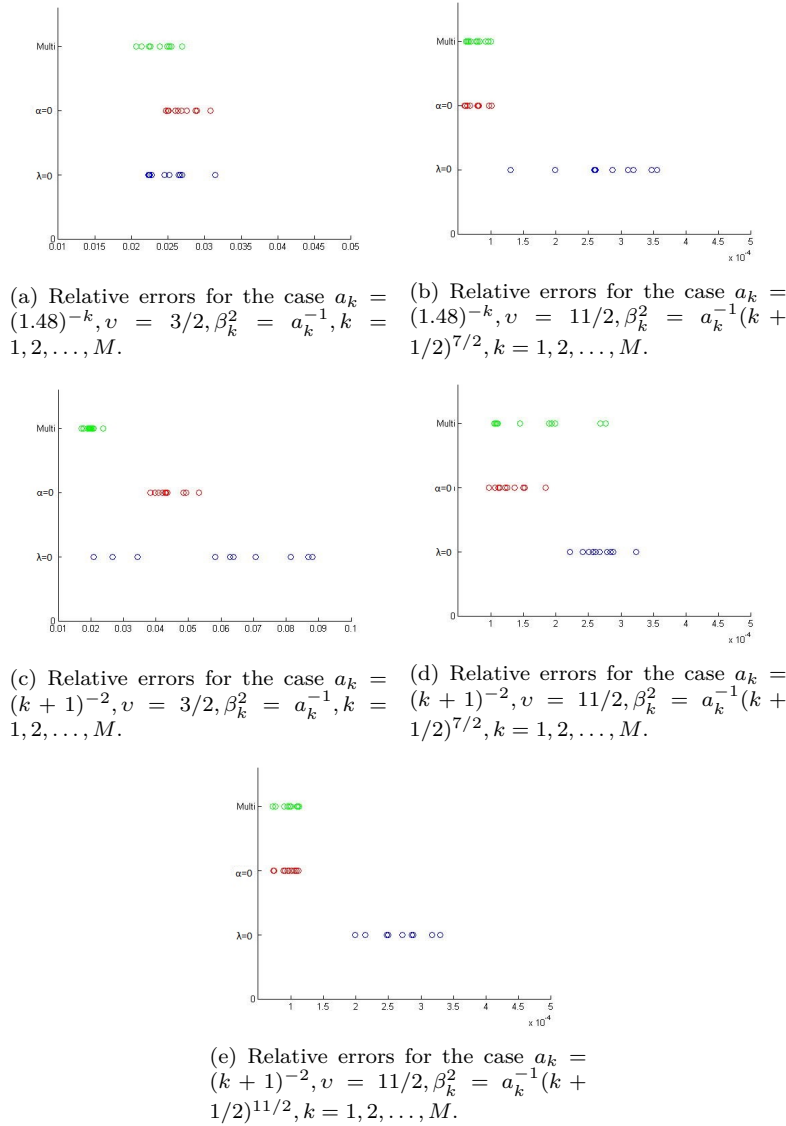 Multi
α=0
λ=0
0.01 0.015 0.02 0.025 0.03 0.035 0.04 0.045 0.05
(a) Relative errors for the case a_k =
(1.48)^{-k}, υ = 3/2, β_k^2 = a_k^{-1}, k =
1, 2, . . . , M.
Multi
α=0
λ=0
0
1 1.5 2 2.5 3 3.5 4 4.5 5
x 10^{-4}
(b) Relative errors for the case a_k =
(1.48)^{-k}, υ = 11/2, β_k^2 = a_k^{-1}(k +
1/2)^{7/2}, k = 1, 2, . . . , M.
Multi
α=0
λ=0
0
0.01 0.02 0.03 0.04 0.05 0.06 0.07 0.08 0.09 0.1
(c) Relative errors for the case a_k =
(k + 1)^{-2}, υ = 3/2, β_k^2 = a_k^{-1}, k =
1, 2, . . . , M.
Multi
α=0
λ=0
0
1 1.5 2 2.5 3 3.5 4 4.5 5
x 10^{-4}
(d) Relative errors for the case a_k =
(k + 1)^{-2}, υ = 11/2, β_k^2 = a_k^{-1}(k +
1/2)^{7/2}, k = 1, 2, . . . , M.
Multi
α=0
λ=0
0
1 1.5 2 2.5 3 3.5 4 4.5 5
x 10^{-4}
(e) Relative errors for the case a_k =
(k + 1)^{-2}, υ = 11/2, β_k^2 = a_k^{-1}(k +
1/2)^{11/2}, k = 1, 2, . . . , M.